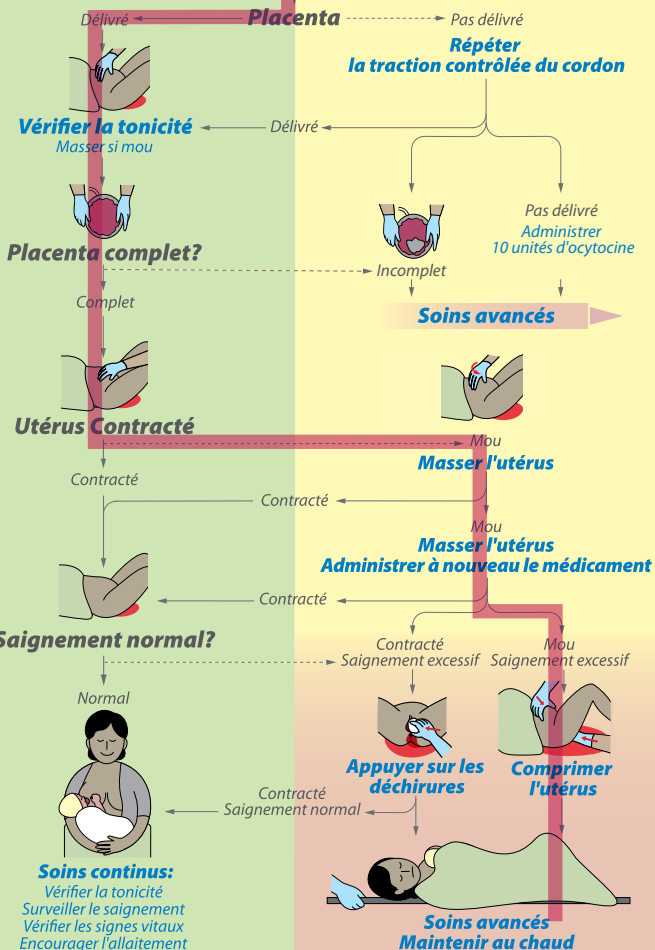 Délivré
Placenta
Pas délivré
Répéter
la traction contrôlée du cordon
Vérifier la tonicité
Masser si mou
Délivré
Pas délivré
Administrer
10 unités d'ocytocine
Placenta complet?
Incomplet
Complet
Soins avancés
Utérus Contracté
Mou
Masser l'utérus
Contracté
Contracté
Mou
Masser l'utérus
Administrer à nouveau le médicament
Contracté
Saignement normal?
Contracté
Saignement excessif
Mou
Saignement excessif
Normal
Appuyer sur les
déchirures
Comprimer
l'utérus
Contracté
Saignement normal
Soins continus:
Vérifier la tonicité
Surveiller le saignement
Vérifier les signes vitaux
Encourager l'allaitement
Soins avancés
Maintenir au chaud